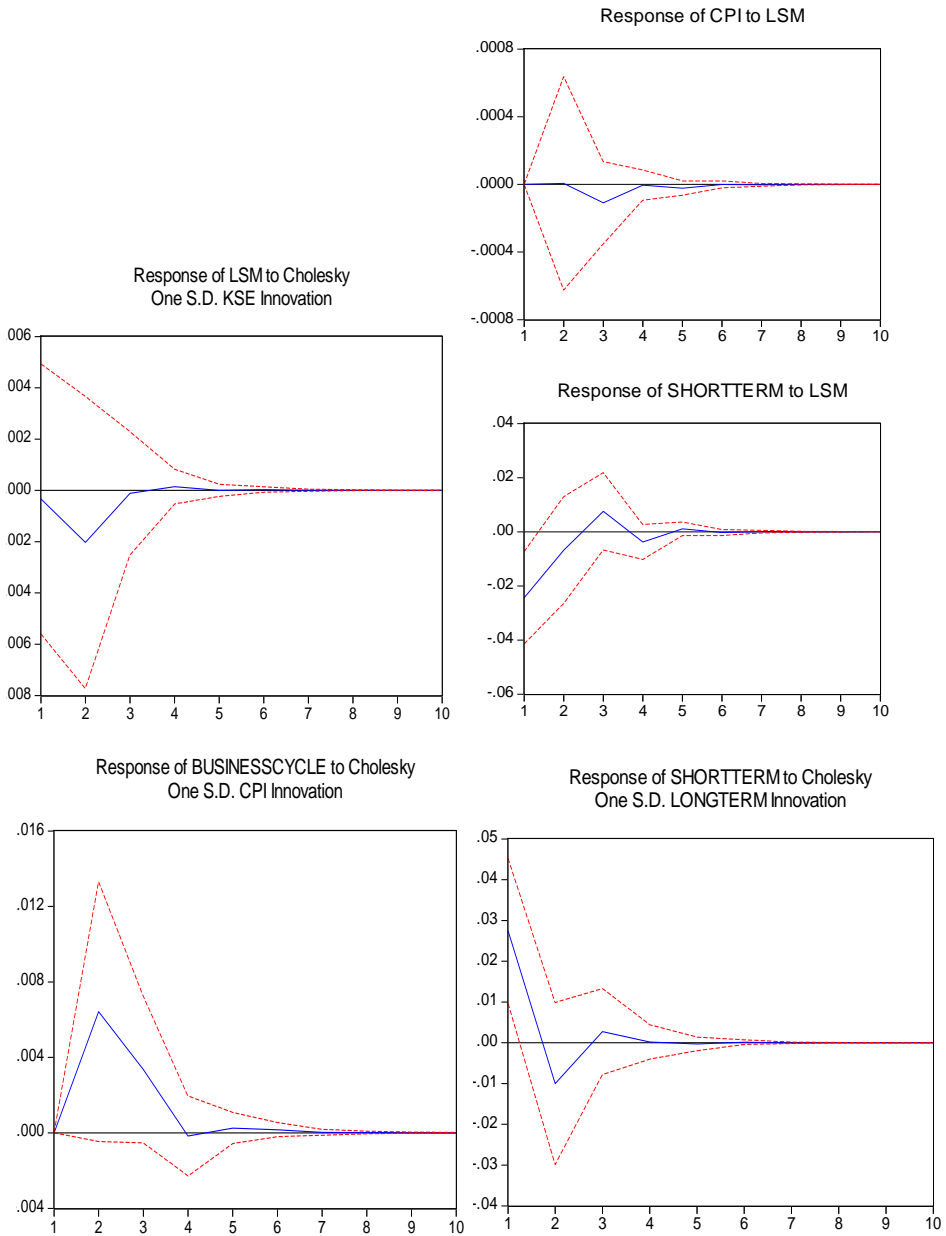 Response of CPI to LSM
.0008
.0004
.0000
-.0004
-.0008
1 2 3 4 5 6 7 8 9 10
Response of LSM to Cholesky
One S.D. KSE Innovation
006
004
002
000
002
004
006
008
1 2 3 4 5 6 7 8 9 10
Response of SHORTTERM to LSM
.04
.02
.00
-.02
-.04
-.06
1 2 3 4 5 6 7 8 9 10
Response of BUSINESSCYCLE to Cholesky
One S.D. CPI Innovation
.016
.012
.008
.004
.000
.004
1 2 3 4 5 6 7 8 9 10
Response of SHORTTERM to Cholesky
One S.D. LONGTERM Innovation
.05
.04
.03
.02
.01
.00
-.01
-.02
-.03
-.04
1 2 3 4 5 6 7 8 9 10